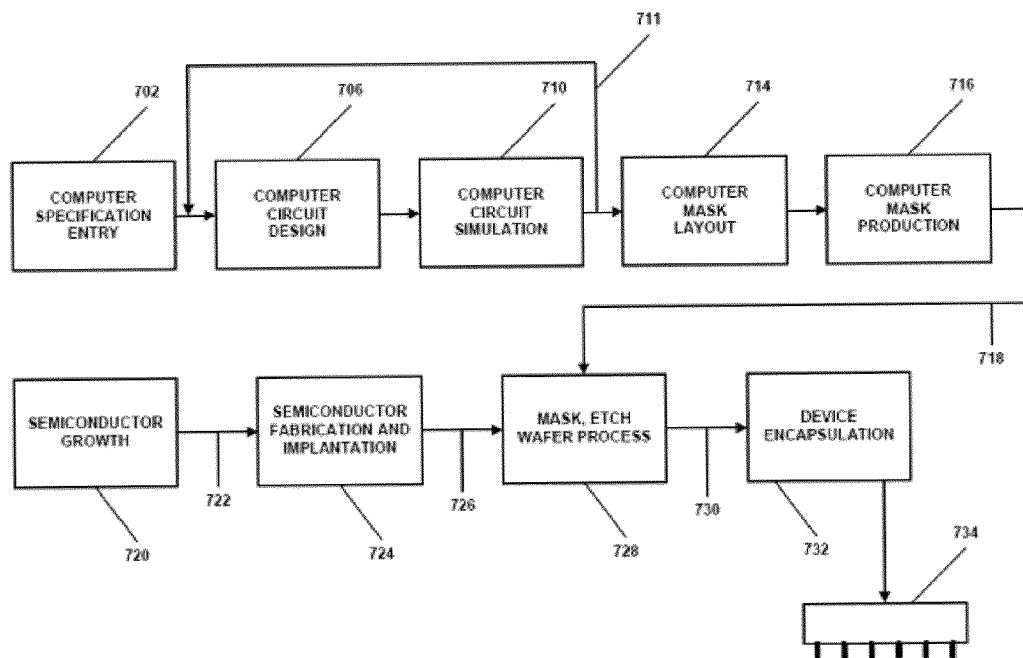 711
702
706
710
714
716
COMPUTER
SPECIFICATION
ENTRY
COMPUTER
CIRCUIT
DESIGN
COMPUTER
CIRCUIT
SIMULATION
COMPUTER
MASK
LAYOUT
COMPUTER
MASK
PRODUCTION
718
SEMICONDUCTOR
GROWTH
SEMICONDUCTOR
FABRICATION AND
IMPLANTATION
MASK, ETCH
WAFER PROCESS
DEVICE
ENCAPSULATION
722
726
730
720
724
728
732
734